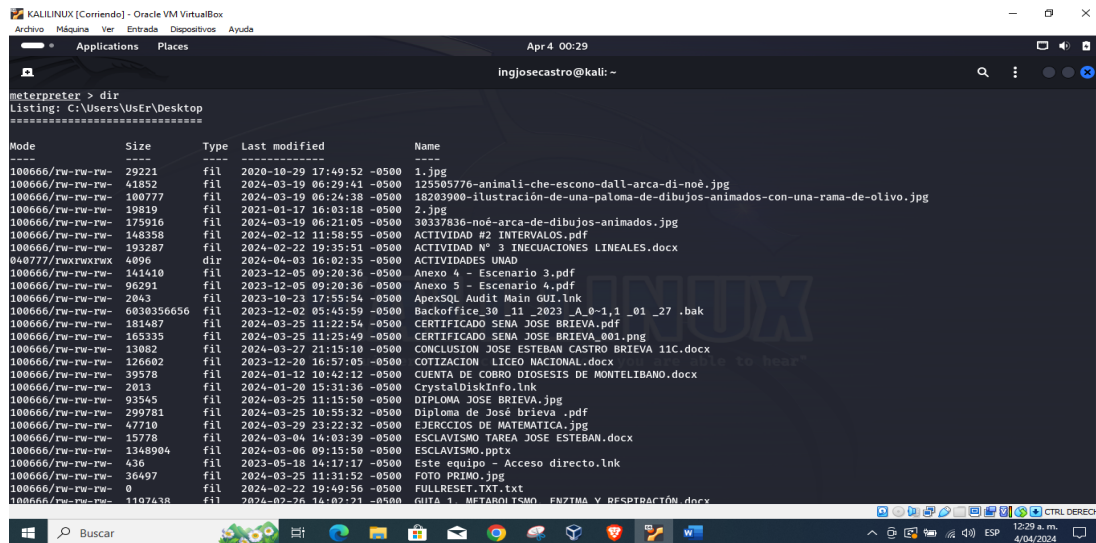 KALILINUX [Corriendo] - Oracle VM VirtualBox
Archivo Máquina Ver Entrada Dispositivos Ayuda
Applications Places Apr 4 00:29
ingjosecastro@kali: ~
meterpreter > dir
Listing: C:\Users\UsEr\Desktop
==============================
Mode Size Type Last modified Name
---- ---- ---- ------------- ----
100666/rw-rw-rw- 29221 fil 2020-10-29 17:49:52 -0500 1.jpg
100666/rw-rw-rw- 41852 fil 2024-03-19 06:29:41 -0500 125505776-animali-che-escono-dall-arca-di-noè.jpg
100666/rw-rw-rw- 100777 fil 2024-03-19 06:24:38 -0500 18203900-ilustración-de-una-paloma-de-dibujos-animados-con-una-rama-de-olivo.jpg
100666/rw-rw-rw- 19819 fil 2021-01-17 16:03:18 -0500 2.jpg
100666/rw-rw-rw- 175916 fil 2024-03-19 06:21:05 -0500 30337836-noé-arca-de-dibujos-animados.jpg
100666/rw-rw-rw- 148358 fil 2024-02-12 11:58:55 -0500 ACTIVIDAD #2 INTERVALOS.pdf
100666/rw-rw-rw- 193287 fil 2024-02-22 19:35:51 -0500 ACTIVIDAD N° 3 INECUACIONES LINEALES.docx
040777/rwxrwxrwx 4096 dir 2024-04-03 16:02:35 -0500 ACTIVIDADES UNAD
100666/rw-rw-rw- 141410 fil 2023-12-05 09:20:36 -0500 Anexo 4 - Escenario 3.pdf
100666/rw-rw-rw- 96291 fil 2023-12-05 09:20:36 -0500 Anexo 5 - Escenario 4.pdf
100666/rw-rw-rw- 2043 fil 2023-10-23 17:55:54 -0500 ApexSQL Audit Main GUI.lnk
100666/rw-rw-rw- 6030356656 fil 2023-12-02 05:45:59 -0500 Backoffice_30 _11 _2023 _A_0~1,1 _01 _27 .bak
100666/rw-rw-rw- 181487 fil 2024-03-25 11:22:54 -0500 CERTIFICADO SENA JOSE BRIEVA.pdf
100666/rw-rw-rw- 165335 fil 2024-03-25 11:25:49 -0500 CERTIFICADO SENA JOSE BRIEVA_001.png
100666/rw-rw-rw- 13082 fil 2024-03-27 21:15:10 -0500 CONCLUSION JOSE ESTEBAN CASTRO BRIEVA 11C.docx
100666/rw-rw-rw- 126602 fil 2023-12-20 16:57:05 -0500 COTIZACION LICEO NACIONAL.docx
100666/rw-rw-rw- 39578 fil 2024-01-12 10:42:12 -0500 CUENTA DE COBRO DIOSESIS DE MONTELIBANO.docx
100666/rw-rw-rw- 2013 fil 2024-01-20 15:31:36 -0500 CrystalDiskInfo.lnk
100666/rw-rw-rw- 93545 fil 2024-03-25 11:15:50 -0500 DIPLOMA JOSE BRIEVA.jpg
100666/rw-rw-rw- 299781 fil 2024-03-25 10:55:32 -0500 Diploma de José brieva .pdf
100666/rw-rw-rw- 47710 fil 2024-03-29 23:22:32 -0500 EJERCCIOS DE MATEMATICA.jpg
100666/rw-rw-rw- 15778 fil 2024-03-04 14:03:39 -0500 ESCLAVISMO TAREA JOSE ESTEBAN.docx
100666/rw-rw-rw- 1348904 fil 2024-03-06 09:15:50 -0500 ESCLAVISMO.pptx
100666/rw-rw-rw- 436 fil 2023-05-18 14:17:17 -0500 Este equipo - Acceso directo.lnk
100666/rw-rw-rw- 36497 fil 2024-03-25 11:31:52 -0500 FOTO PRIMO.jpg
100666/rw-rw-rw- 0 fil 2024-02-22 19:49:56 -0500 FULLRESET.TXT.txt
100666/rw-rw-rw- 1197438 fil 2024-02-26 14:02:21 -0500 GUIA 1. METABOLISMO, ENZIMA Y RESPIRACIÓN.docx
CTRL DERECH
Buscar
ESP 12:29 a. m.
4/04/2024